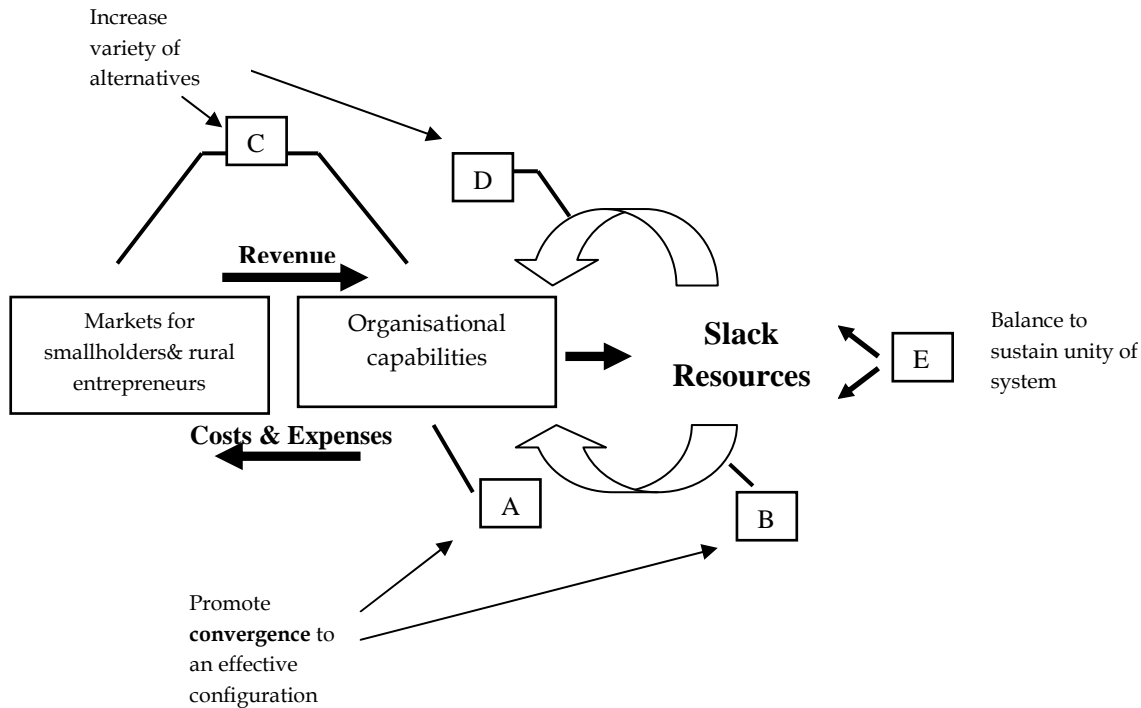 Increase
variety of
alternatives
C
D
Revenue
Markets for
smallholders& rural
entrepreneurs
Organisational
capabilities
Slack
Resources
E
Balance to
sustain unity of
system
Costs & Expenses
A
B
Promote
convergence to
an effective
configuration